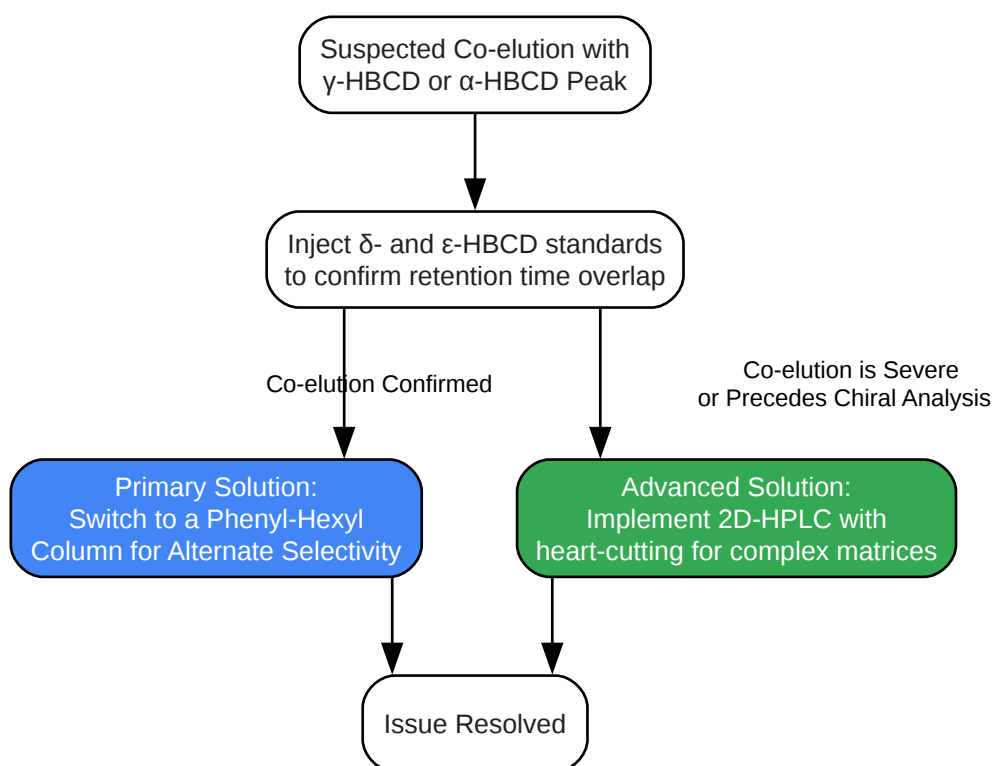 Suspected Co-elution with
γ-HBCD or α-HBCD Peak
Inject δ- and ε-HBCD standards
to confirm retention time overlap
Co-elution Confirmed
Co-elution is Severe
or Precedes Chiral Analysis
Primary Solution:
Switch to a Phenyl-Hexyl
Column for Alternate Selectivity
Advanced Solution:
Implement 2D-HPLC with
heart-cutting for complex matrices
Issue Resolved